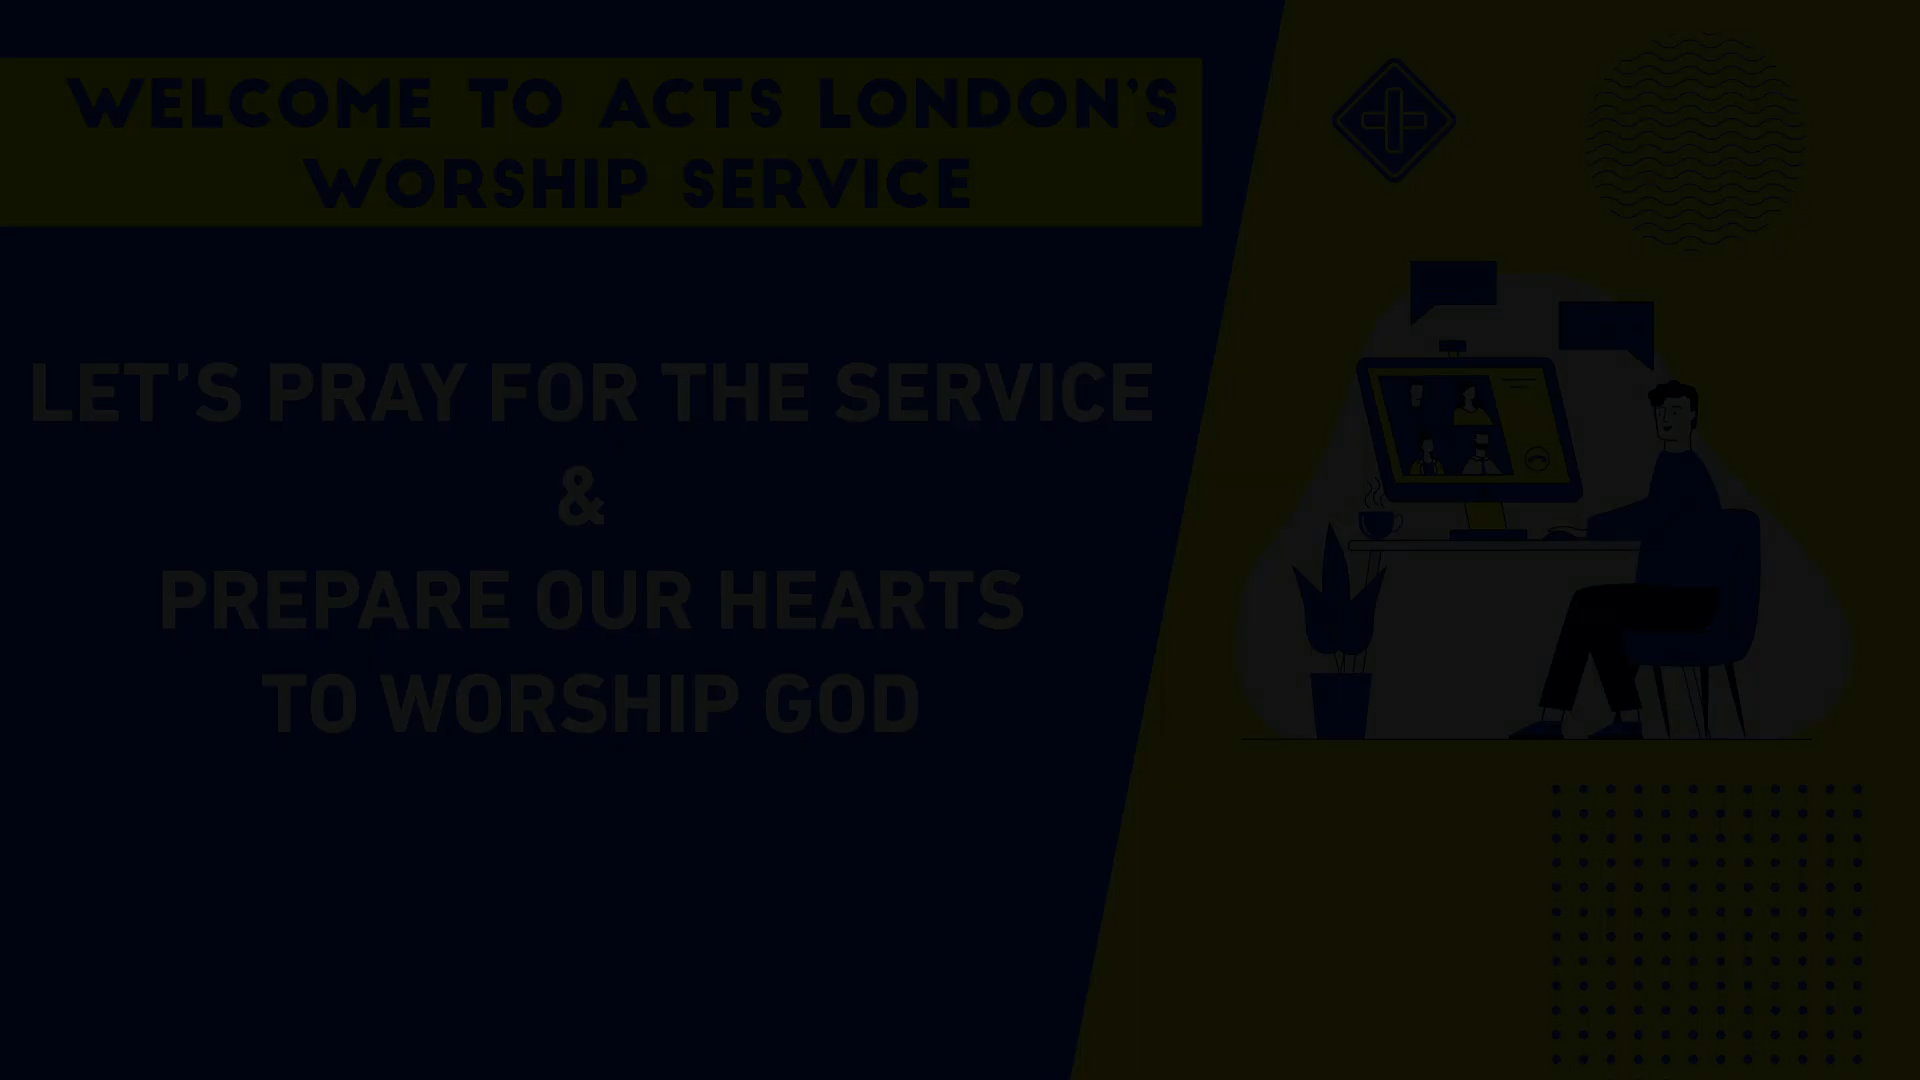 WELCOME TO ACTS LONDON'S
WORSHIP SERVICE
LET'S PRAY FOR THE SERVICE
&
PREPARE OUR HEARTS
TO WORSHIP GOD